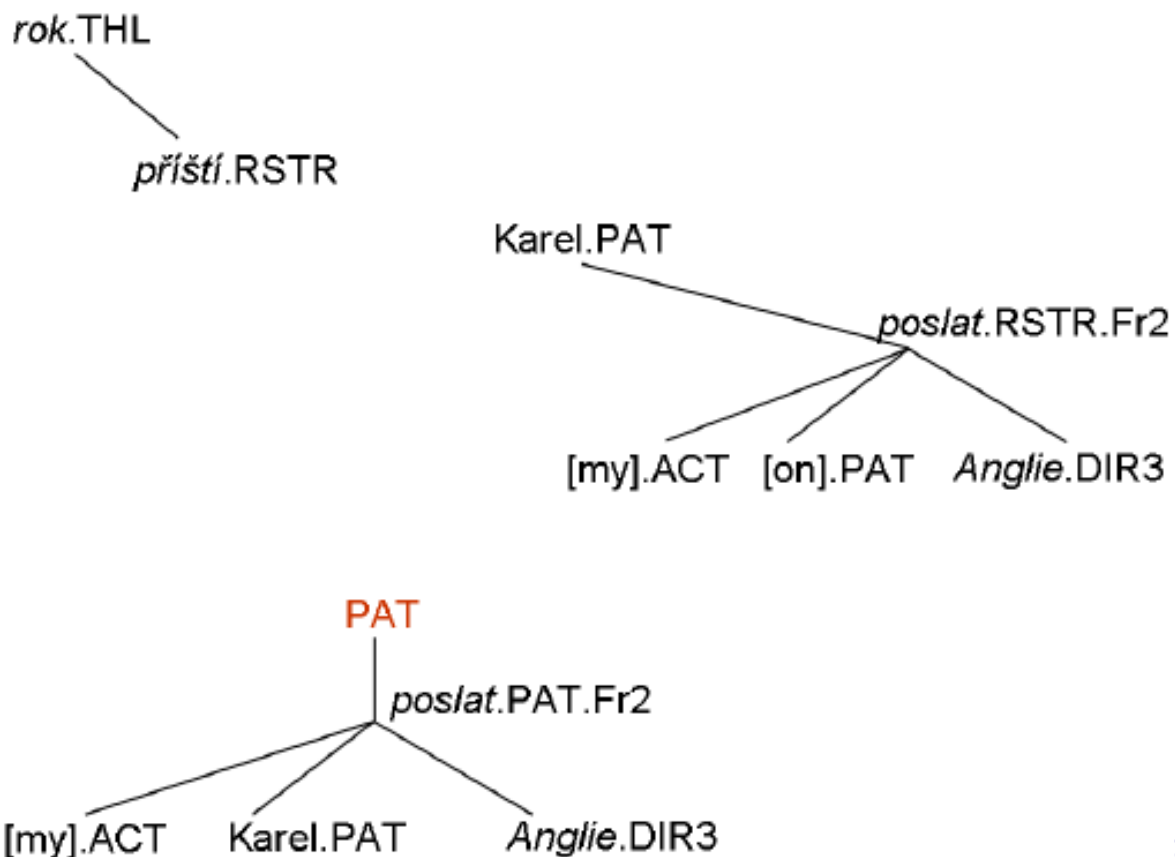 rok.THL
příští.RSTR
Karel.PAT
poslat.RSTR.Fr2
[my].ACT [on].PAT Anglie.DIR3
PAT
poslat.PAT.Fr2
[my].ACT Karel.PAT Anglie.DIR3